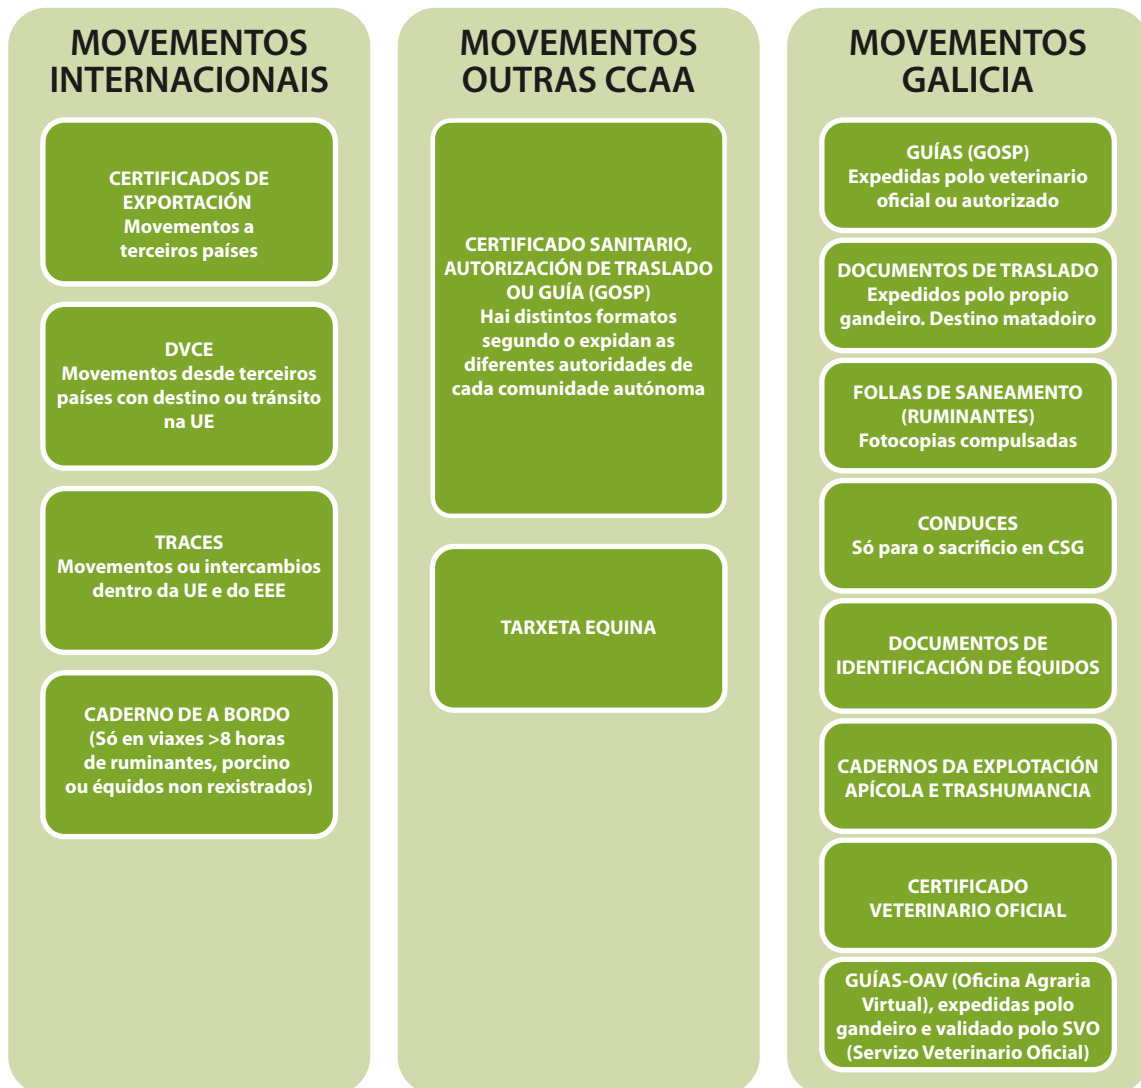 MOVEMENTOS
INTERNACIONAIS
CERTIFICADOS DE
EXPORTACIÓN
Movementos a
terceiros países
DVCE
Movementos desde terceiros
países con destino ou tránsito
na UE
TRACES
Movementos ou intercambios
dentro da UE e do EEE
CADERNO DE A BORDO
(Só en viaxes >8 horas
de ruminantes, porcino
ou équidos non rexistrados)
MOVEMENTOS
OUTRAS CCAA
CERTIFICADO SANITARIO,
AUTORIZACIÓN DE TRASLADO
OU GUÍA (GOSP)
Hai distintos formatos
segundo o expidan as
diferentes autoridades de
cada comunidade autónoma
TARXETA EQUINA
MOVEMENTOS
GALICIA
GUÍAS (GOSP)
Expedidas polo veterinario
oficial ou autorizado
DOCUMENTOS DE TRASLADO
Expedidos polo propio
gandeiro. Destino matadoiro
FOLLAS DE SANEAMENTO
(RUMINANTES)
Fotocopias compulsadas
CONDUCES
Só para o sacrificio en CSG
DOCUMENTOS DE
IDENTIFICACIÓN DE ÉQUIDOS
CADERNOS DA EXPLOTACIÓN
APÍCOLA E TRASHUMANCIA
CERTIFICADO
VETERINARIO OFICIAL
GUÍAS-OAV (Oficina Agraria
Virtual), expedidas polo
gandeiro e validado polo SVO
(Servizo Veterinario Oficial)